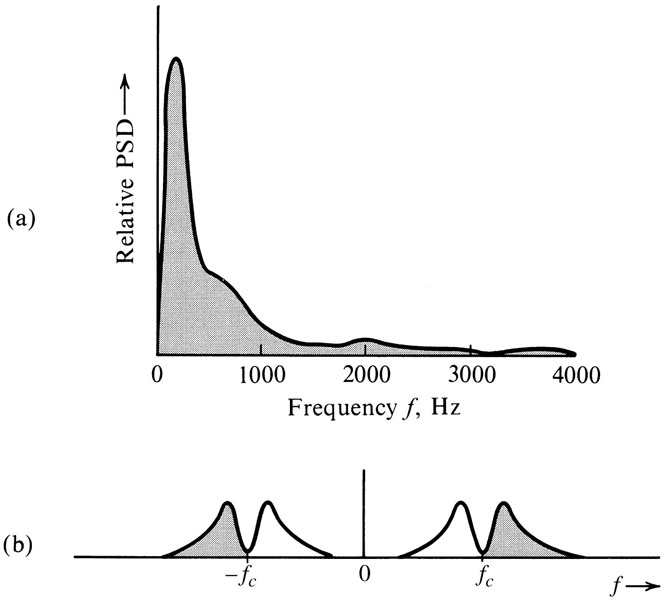 Relative PSD
(a)
0 1000 2000 3000 4000
Frequency f, Hz
(b)
−fc 0 fc f